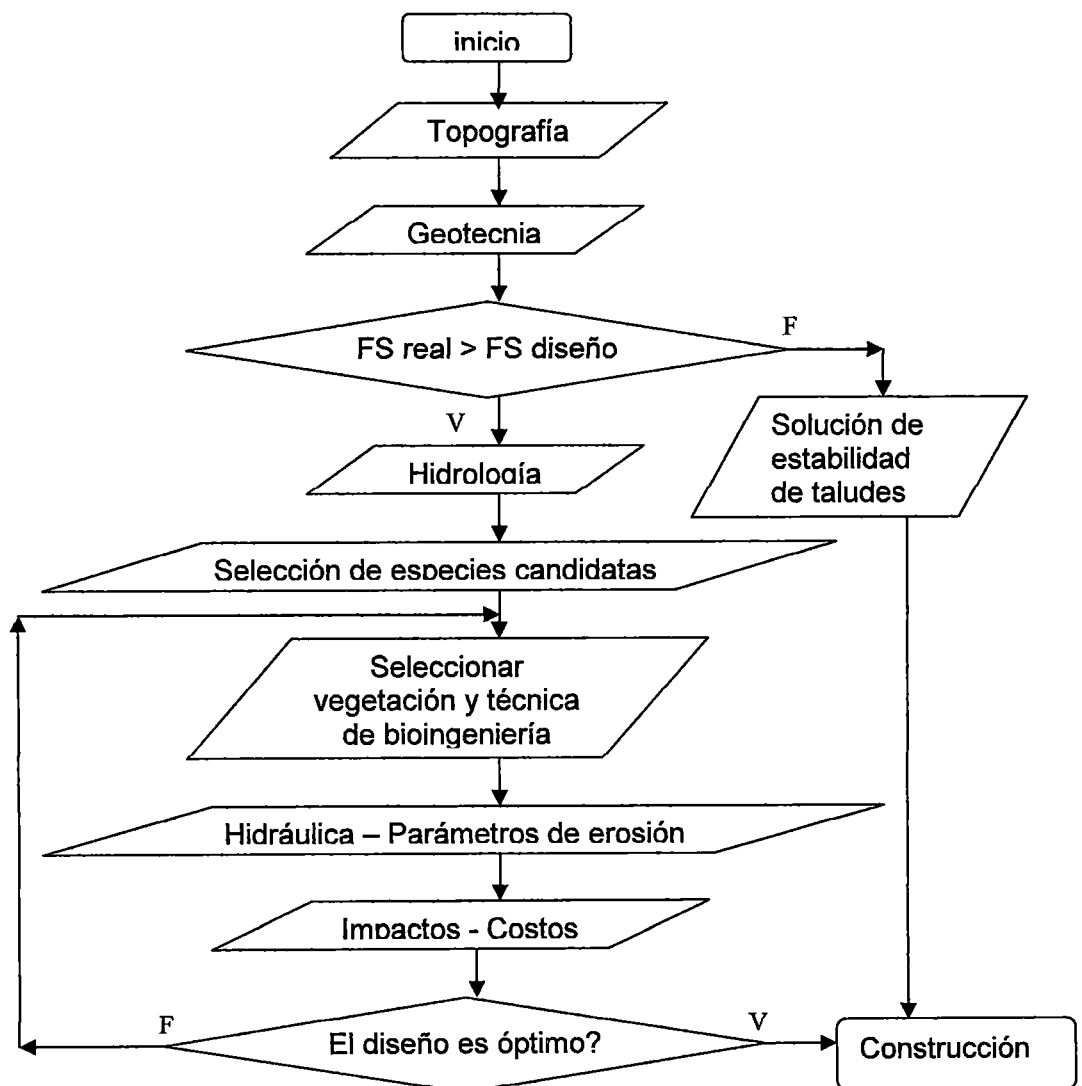 inicio
Topografía
Geotecnia
FS real > FS diseño
F
V
Solución de
estabilidad
de taludes
Hidrología
Selección de especies candidatas
Seleccionar
vegetación y técnica
de bioingeniería
Hidráulica – Parámetros de erosión
Impactos - Costos
F
El diseño es óptimo?
V
Construcción